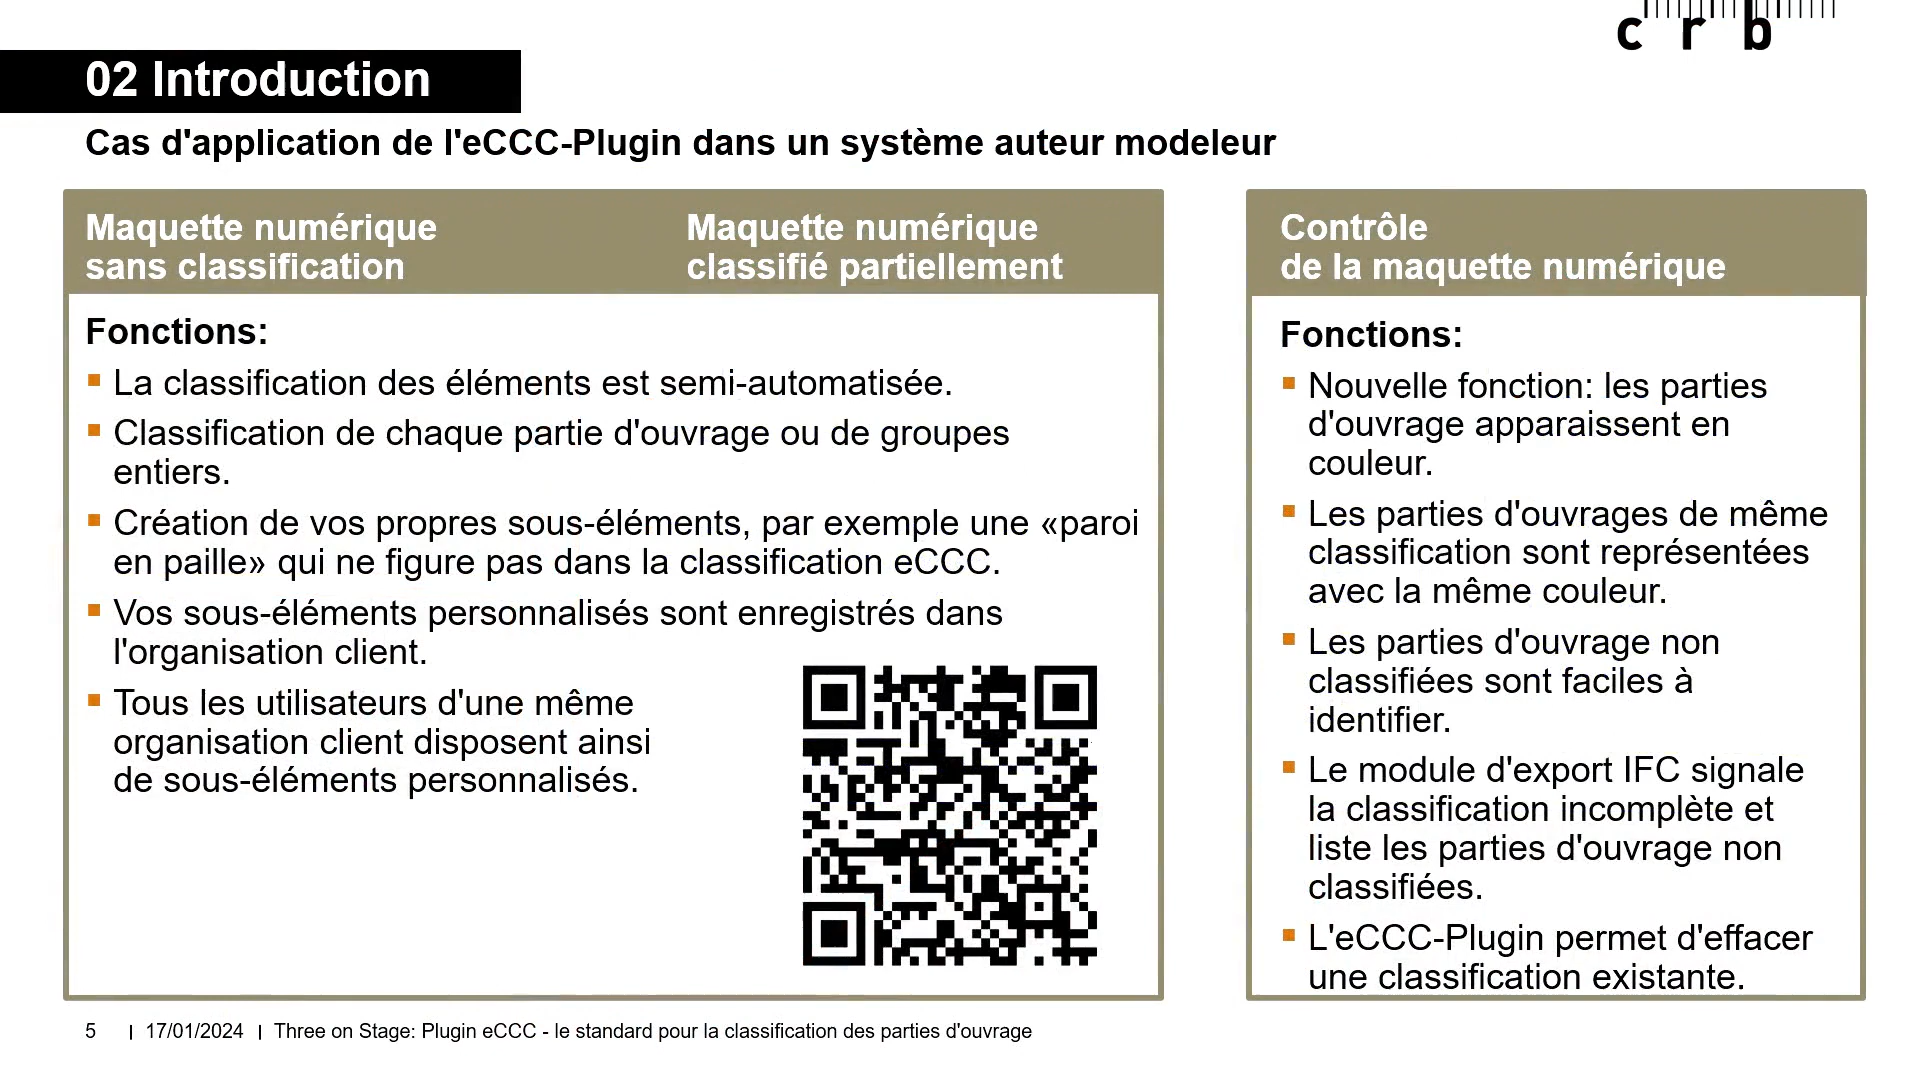 crb
02 Introduction
Cas d'application de l'eCCC-Plugin dans un système auteur modeleur
Maquette numérique
sans classification
Maquette numérique
classifié partiellement
Fonctions:
▪ La classification des éléments est semi-automatisée.
▪ Classification de chaque partie d'ouvrage ou de groupes
entiers.
▪ Création de vos propres sous-éléments, par exemple une «paroi
en paille» qui ne figure pas dans la classification eCCC.
▪ Vos sous-éléments personnalisés sont enregistrés dans
l'organisation client.
▪ Tous les utilisateurs d'une même
organisation client disposent ainsi
de sous-éléments personnalisés.
Contrôle
de la maquette numérique
Fonctions:
▪ Nouvelle fonction: les parties
d'ouvrage apparaissent en
couleur.
▪ Les parties d'ouvrages de même
classification sont représentées
avec la même couleur.
▪ Les parties d'ouvrage non
classifiées sont faciles à
identifier.
▪ Le module d'export IFC signale
la classification incomplète et
liste les parties d'ouvrage non
classifiées.
▪ L'eCCC-Plugin permet d'effacer
une classification existante.
5 | 17/01/2024 | Three on Stage: Plugin eCCC - le standard pour la classification des parties d'ouvrage